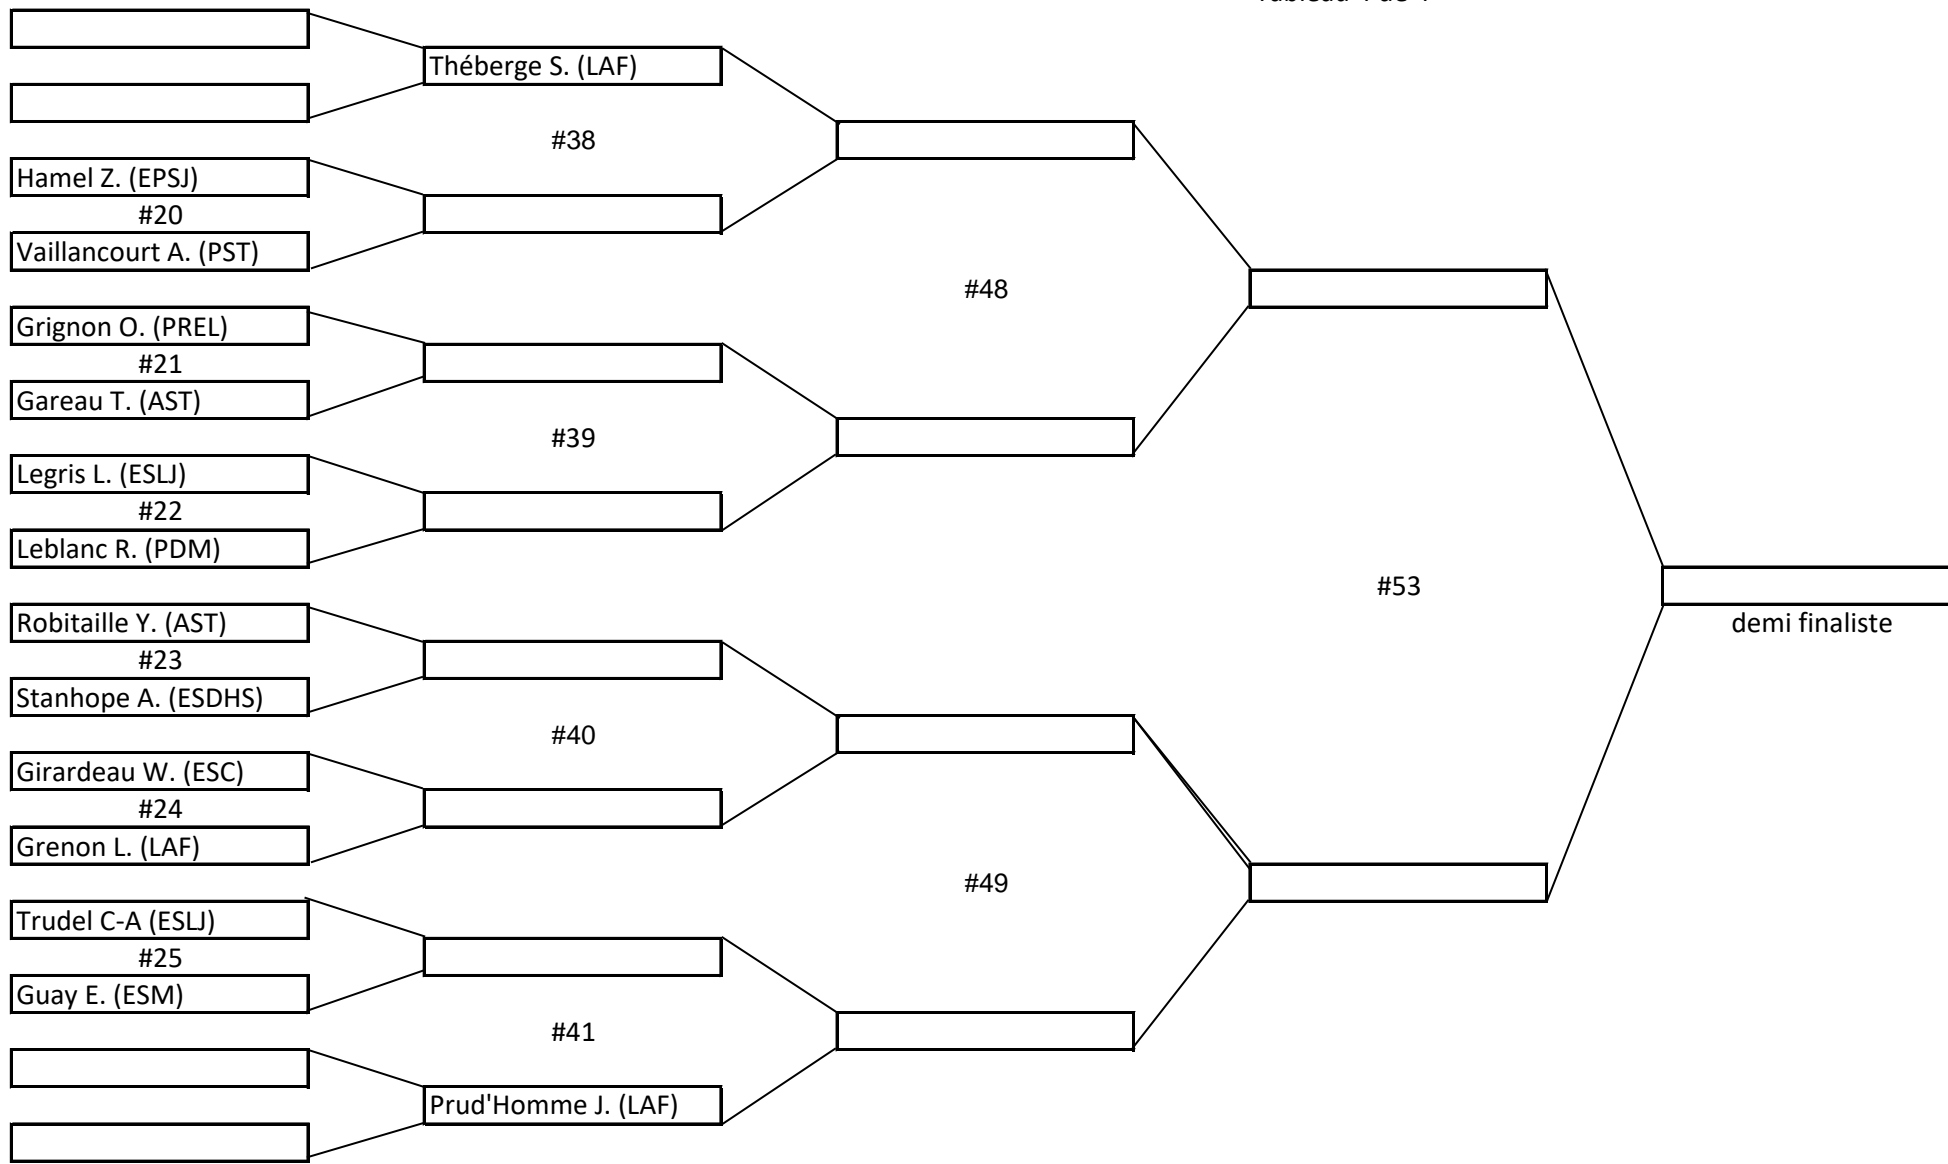 Théberge S. (LAF)
#38
Hamel Z. (EPSJ)
#20
Vaillancourt A. (PST)
#48
Grignon O. (PREL)
#21
Gareau T. (AST)
#39
Legris L. (ESLJ)
#22
Leblanc R. (PDM)
#53
Robitaille Y. (AST)
#23
Stanhope A. (ESDHS)
demi finaliste
#40
Girardeau W. (ESC)
#24
Grenon L. (LAF)
#49
Trudel C-A (ESLJ)
#25
Guay E. (ESM)
#41
Prud'Homme J. (LAF)